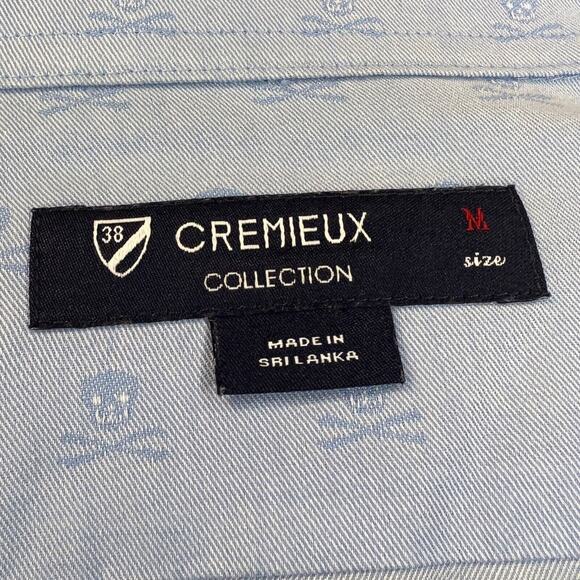 38
CREMIEUX
COLLECTION
M
size
MADE IN
SRI LANKA